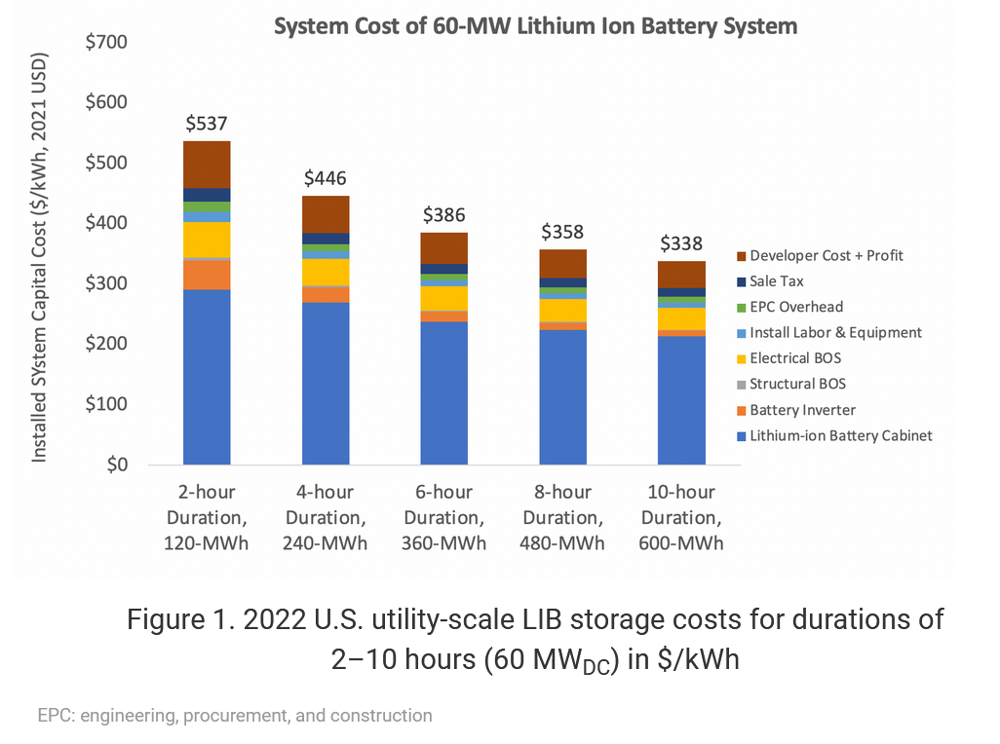 System Cost of 60-MW Lithium Ion Battery System
Installed SYstem Capital Cost ($/kWh, 2021 USD)
$700
$600
$500
$400
$300
$200
$100
$0
$537
$446
$386
$358
$338
2-hour
Duration,
120-MWh
4-hour
Duration,
240-MWh
6-hour
Duration,
360-MWh
8-hour
Duration,
480-MWh
10-hour
Duration,
600-MWh
Developer Cost + Profit
Sale Tax
EPC Overhead
Install Labor & Equipment
Electrical BOS
Structural BOS
Battery Inverter
Lithium-ion Battery Cabinet
Figure 1. 2022 U.S. utility-scale LIB storage costs for durations of
2–10 hours (60 MWDC) in $/kWh
EPC: engineering, procurement, and construction